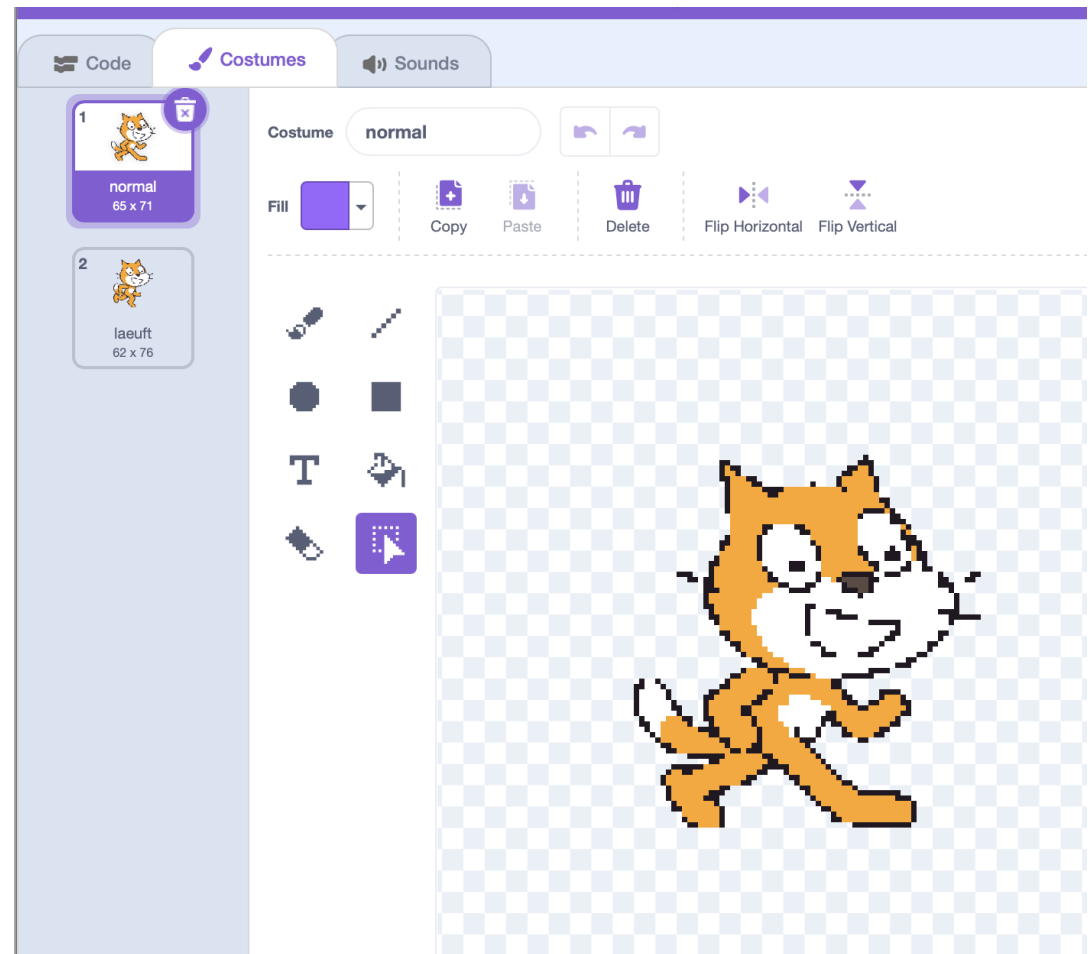 Code
Costumes
Sounds
1
normal
65 x 71
2
laeuft
62 x 76
Costume
normal
Fill
Copy
Paste
Delete
Flip Horizontal
Flip Vertical
T